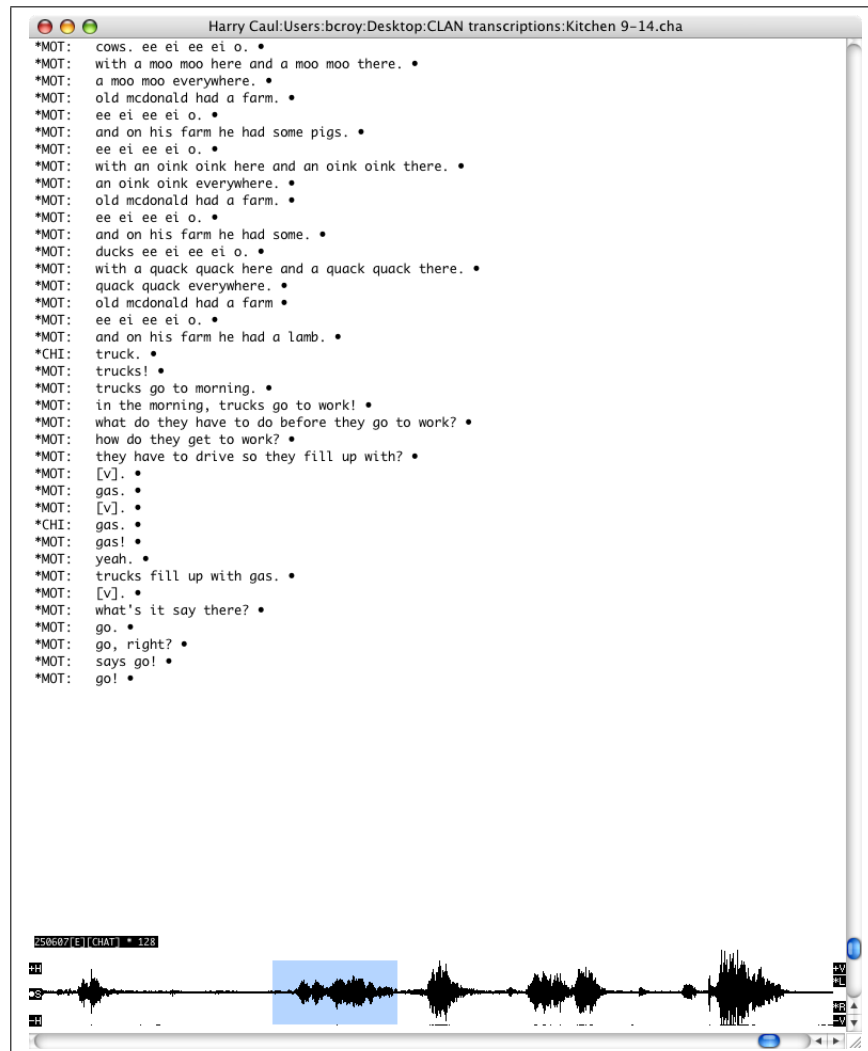 Harry Caul:Users:bcroy:Desktop:CLAN transcriptions:Kitchen 9-14.cha
*MOT: cows. ee ei ee ei o. •
*MOT: with a moo moo here and a moo moo there. •
*MOT: a moo moo everywhere. •
*MOT: old mcdonald had a farm. •
*MOT: ee ei ee ei o. •
*MOT: and on his farm he had some pigs. •
*MOT: ee ei ee ei o. •
*MOT: with an oink oink here and an oink oink there. •
*MOT: an oink oink everywhere. •
*MOT: old mcdonald had a farm. •
*MOT: ee ei ee ei o. •
*MOT: and on his farm he had some. •
*MOT: ducks ee ei ee ei o. •
*MOT: with a quack quack here and a quack quack there. •
*MOT: quack quack everywhere. •
*MOT: old mcdonald had a farm •
*MOT: ee ei ee ei o. •
*MOT: and on his farm he had a lamb. •
*CHI: truck. •
*MOT: trucks! •
*MOT: trucks go to morning. •
*MOT: in the morning, trucks go to work! •
*MOT: what do they have to do before they go to work? •
*MOT: how do they get to work? •
*MOT: they have to drive so they fill up with? •
*MOT: [v]. •
*MOT: gas. •
*MOT: [v]. •
*CHI: gas. •
*MOT: gas! •
*MOT: yeah. •
*MOT: trucks fill up with gas. •
*MOT: [v]. •
*MOT: what's it say there? •
*MOT: go. •
*MOT: go, right? •
*MOT: says go! •
*MOT: go! •
250607[E][CHAT] * 128
+H +V
*S *L
*R
-H -V